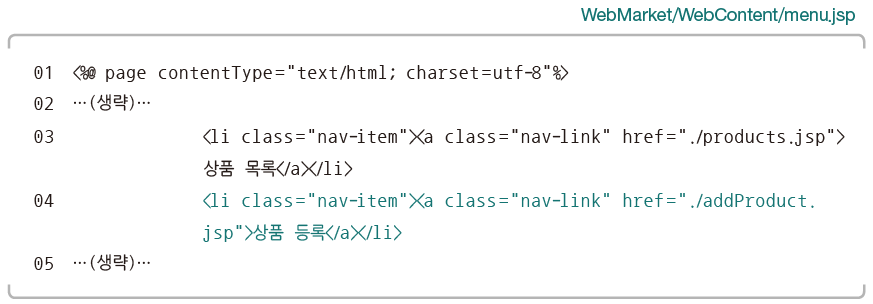 WebMarket/WebContent/menu.jsp
01 <%@ page contentType="text/html; charset=utf-8"%>
02 …(생략)…
03 <li class="nav-item"><a class="nav-link" href="./products.jsp">
상품 목록</a></li>
04 <li class="nav-item"><a class="nav-link" href="./addProduct.
jsp">상품 등록</a></li>
05 …(생략)…